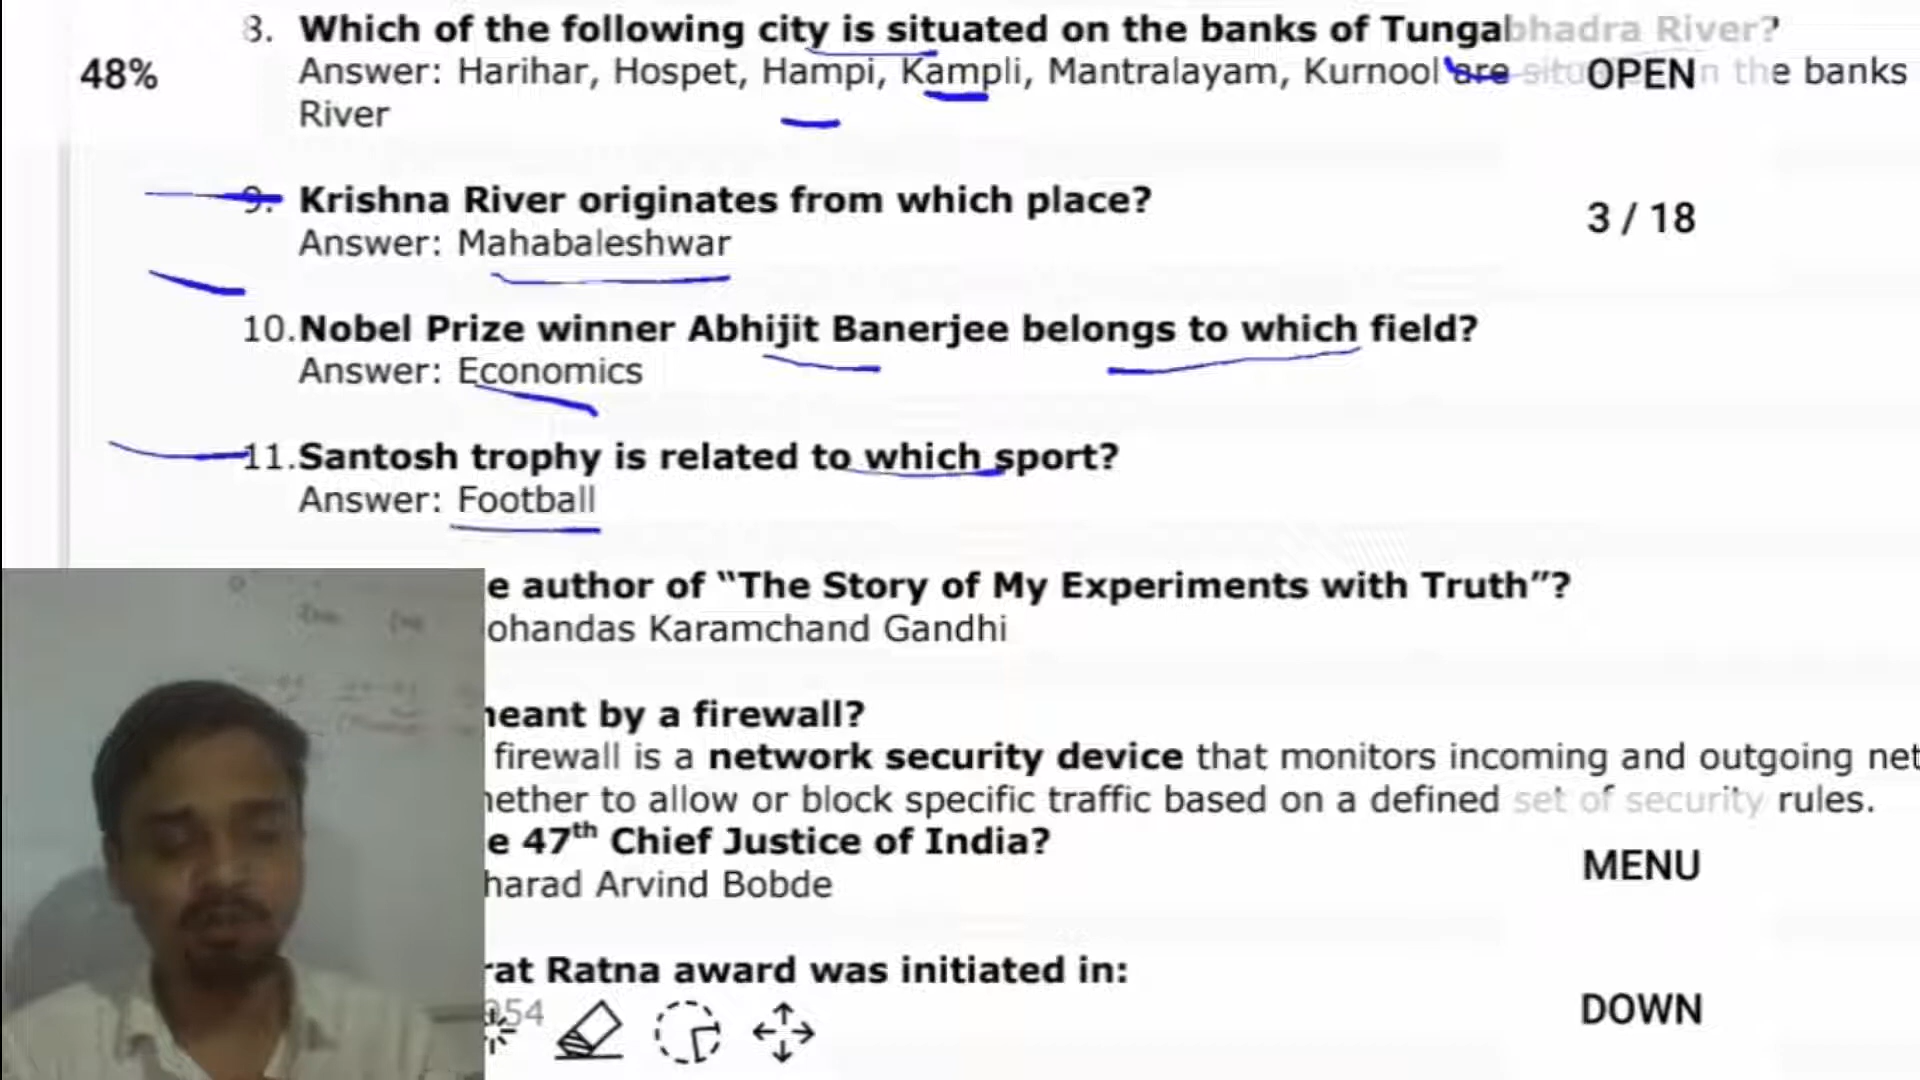 8. Which of the following city is situated on the banks of Tungabhadra River?
48%
Answer: Harihar, Hospet, Hampi, Kampli, Mantralayam, Kurnool are OPEN the banks
River
9. Krishna River originates from which place?
3 / 18
Answer: Mahabaleshwar
10. Nobel Prize winner Abhijit Banerjee belongs to which field?
Answer: Economics
11. Santosh trophy is related to which sport?
Answer: Football
e author of “The Story of My Experiments with Truth”?
ohandas Karamchand Gandhi
meant by a firewall?
firewall is a network security device that monitors incoming and outgoing net
hether to allow or block specific traffic based on a defined set of security rules.
e 47th Chief Justice of India?
MENU
harad Arvind Bobde
rat Ratna award was initiated in:
954
DOWN